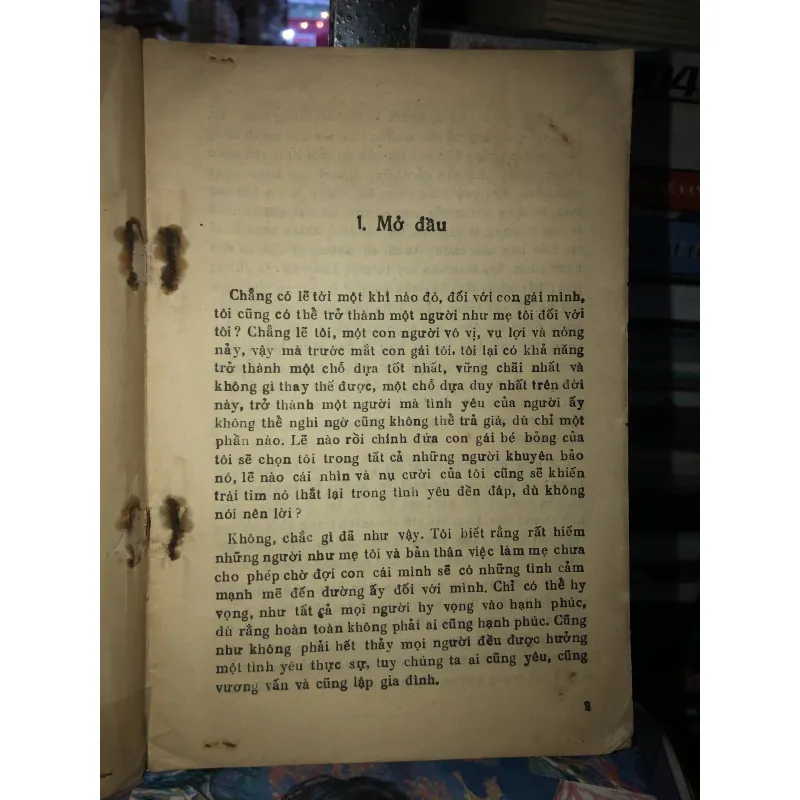 1. Mở đầu
Chẳng có lẽ tới một khi nào đó, đối với con gái mình,
tôi cũng có thể trở thành một người như mẹ tôi đối với
tôi? Chẳng lẽ tôi, một con người vô vị, vụ lợi và nóng
nảy, vậy mà trước mắt con gái tôi, tôi lại có khả năng
trở thành một chỗ dựa tốt nhất, vững chãi nhất và
không gì thay thế được, một chỗ dựa duy nhất trên đời
này, trở thành một người mà tình yêu của người ấy
không thể nghi ngờ cũng không thể trả giá, dù chỉ một
phần nào. Lẽ nào rồi chính đứa con gái bé bỏng của
tôi sẽ chọn tôi trong tất cả những người khuyên bảo
nó, lẽ nào cái nhìn và nụ cười của tôi cũng sẽ khiến
trái tim nó thắt lại trong tình yêu đền đáp, dù không
nói nên lời?
Không, chắc gì đã như vậy. Tôi biết rằng rất hiếm
những người như mẹ tôi và bản thân việc làm mẹ chưa
cho phép chờ đợi con cái mình sẽ có những tình cảm
mạnh mẽ đến dường ấy đối với mình. Chỉ có thể hy
vọng, như tất cả mọi người hy vọng vào hạnh phúc,
dù rằng hoàn toàn không phải ai cũng hạnh phúc. Cũng
như không phải hết thảy mọi người đều được hưởng
một tình yêu thực sự, tuy chúng ta ai cũng yêu, cũng
vương vấn và cũng lập gia đình.